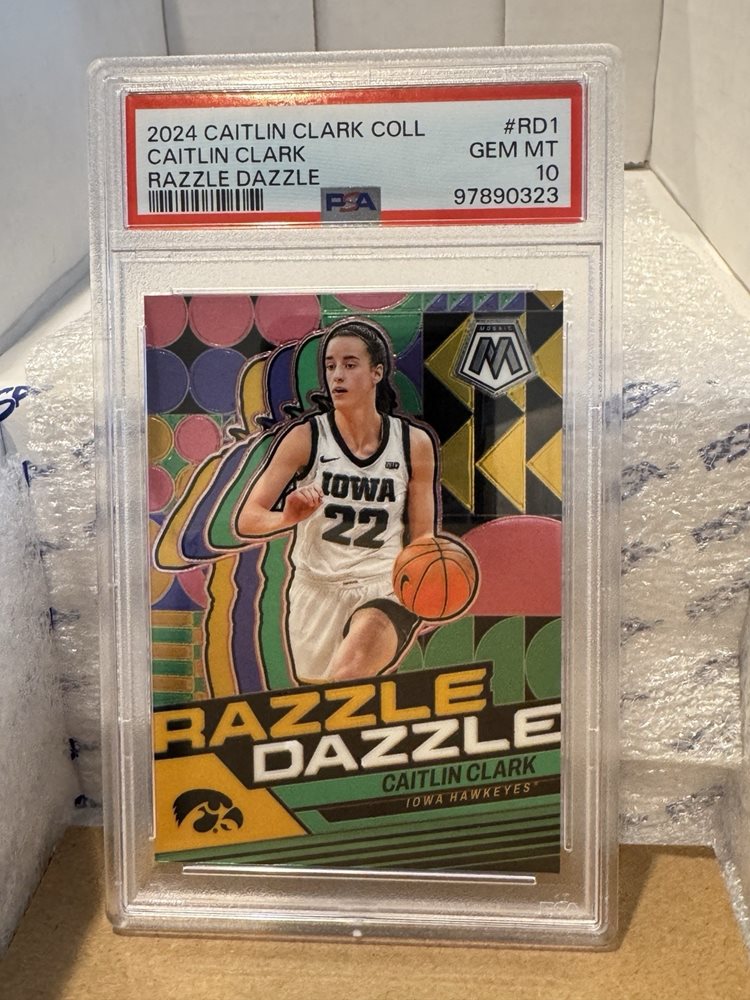 2024 CAITLIN CLARK COLL #RD1
CAITLIN CLARK GEM MT
RAZZLE DAZZLE 10
PSA 97890323
MOSAIC
M
IOWA
22
RAZZLE
DAZZLE
CAITLIN CLARK
IOWA HAWKEYES